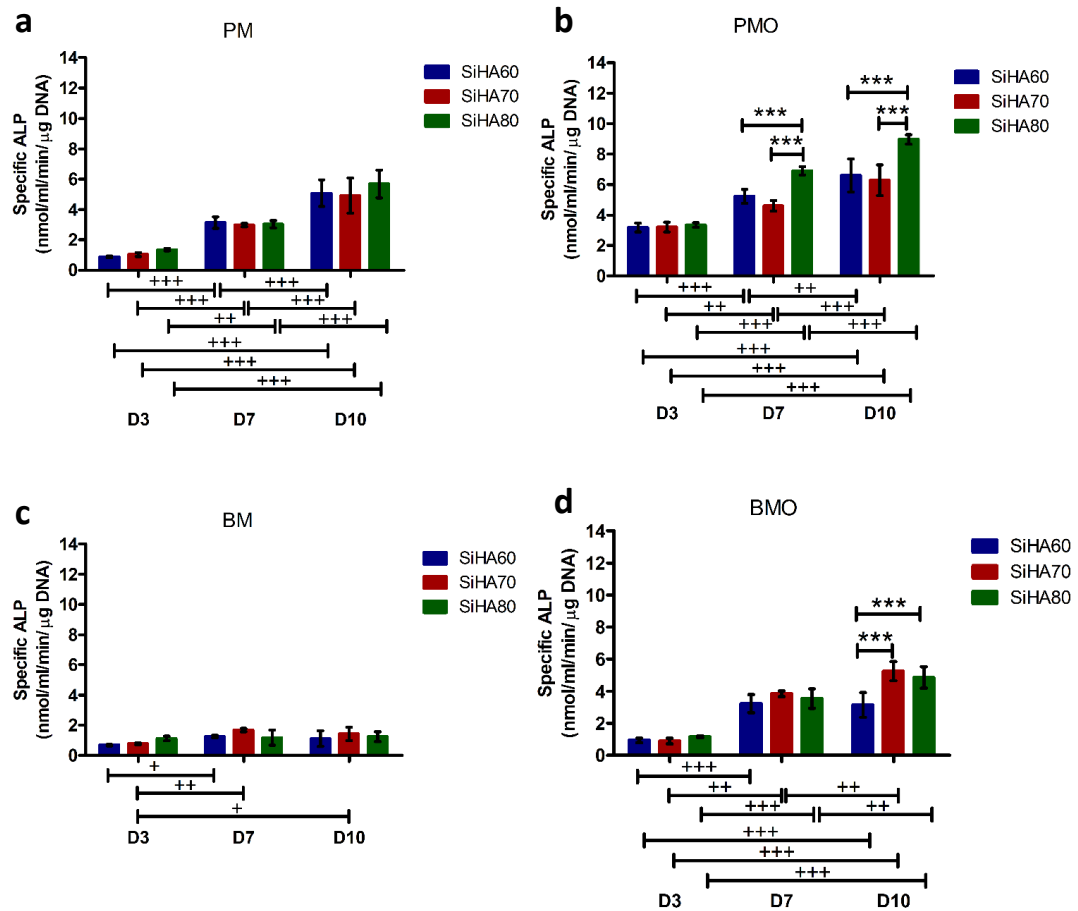 a
PM
Specific ALP
(nmol/ml/min/μg DNA)
14
12
10
8
6
4
2
0
SiHA60
SiHA70
SiHA80
+++ +++
+++ +++
++ +++
+++
+++
+++
D3 D7 D10
b
PMO
Specific ALP
(nmol/ml/min/μg DNA)
14
12
10
8
6
4
2
0
SiHA60
SiHA70
SiHA80
***
***
***
***
+++ ++
++ +++
+++ +++
+++
+++
+++
D3 D7 D10
c
BM
Specific ALP
(nmol/ml/min/μg DNA)
14
12
10
8
6
4
2
0
SiHA60
SiHA70
SiHA80
+
++
+
D3 D7 D10
d
BMO
Specific ALP
(nmol/ml/min/μg DNA)
14
12
10
8
6
4
2
0
SiHA60
SiHA70
SiHA80
***
***
+++
++ ++
+++ ++
+++
+++
+++
D3 D7 D10